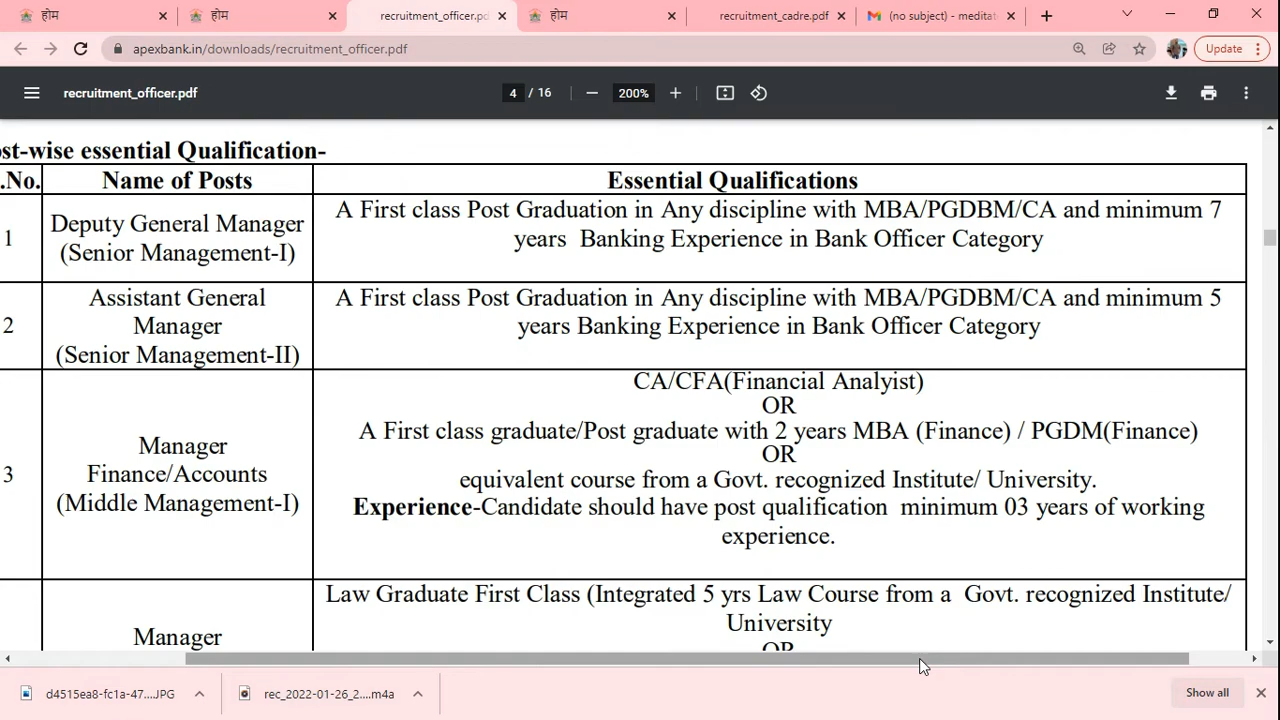 होम
होम
recruitment_officer.pd
होम
recruitment_cadre.pdf
(no subject) - meditat
apexbank.in/downloads/recruitment_officer.pdf
Update
recruitment_officer.pdf
4 / 16
200%
ost-wise essential Qualification-
.No.
Name of Posts
Essential Qualifications
1
Deputy General Manager
(Senior Management-I)
A First class Post Graduation in Any discipline with MBA/PGDBM/CA and minimum 7
years Banking Experience in Bank Officer Category
2
Assistant General
Manager
(Senior Management-II)
A First class Post Graduation in Any discipline with MBA/PGDBM/CA and minimum 5
years Banking Experience in Bank Officer Category
3
Manager
Finance/Accounts
(Middle Management-I)
CA/CFA(Financial Analyist)
OR
A First class graduate/Post graduate with 2 years MBA (Finance) / PGDM(Finance)
OR
equivalent course from a Govt. recognized Institute/ University.
Experience-Candidate should have post qualification minimum 03 years of working
experience.
Manager
Law Graduate First Class (Integrated 5 yrs Law Course from a Govt. recognized Institute/
University
OR
d4515ea8-fc1a-47....JPG
rec_2022-01-26_2....m4a
Show all